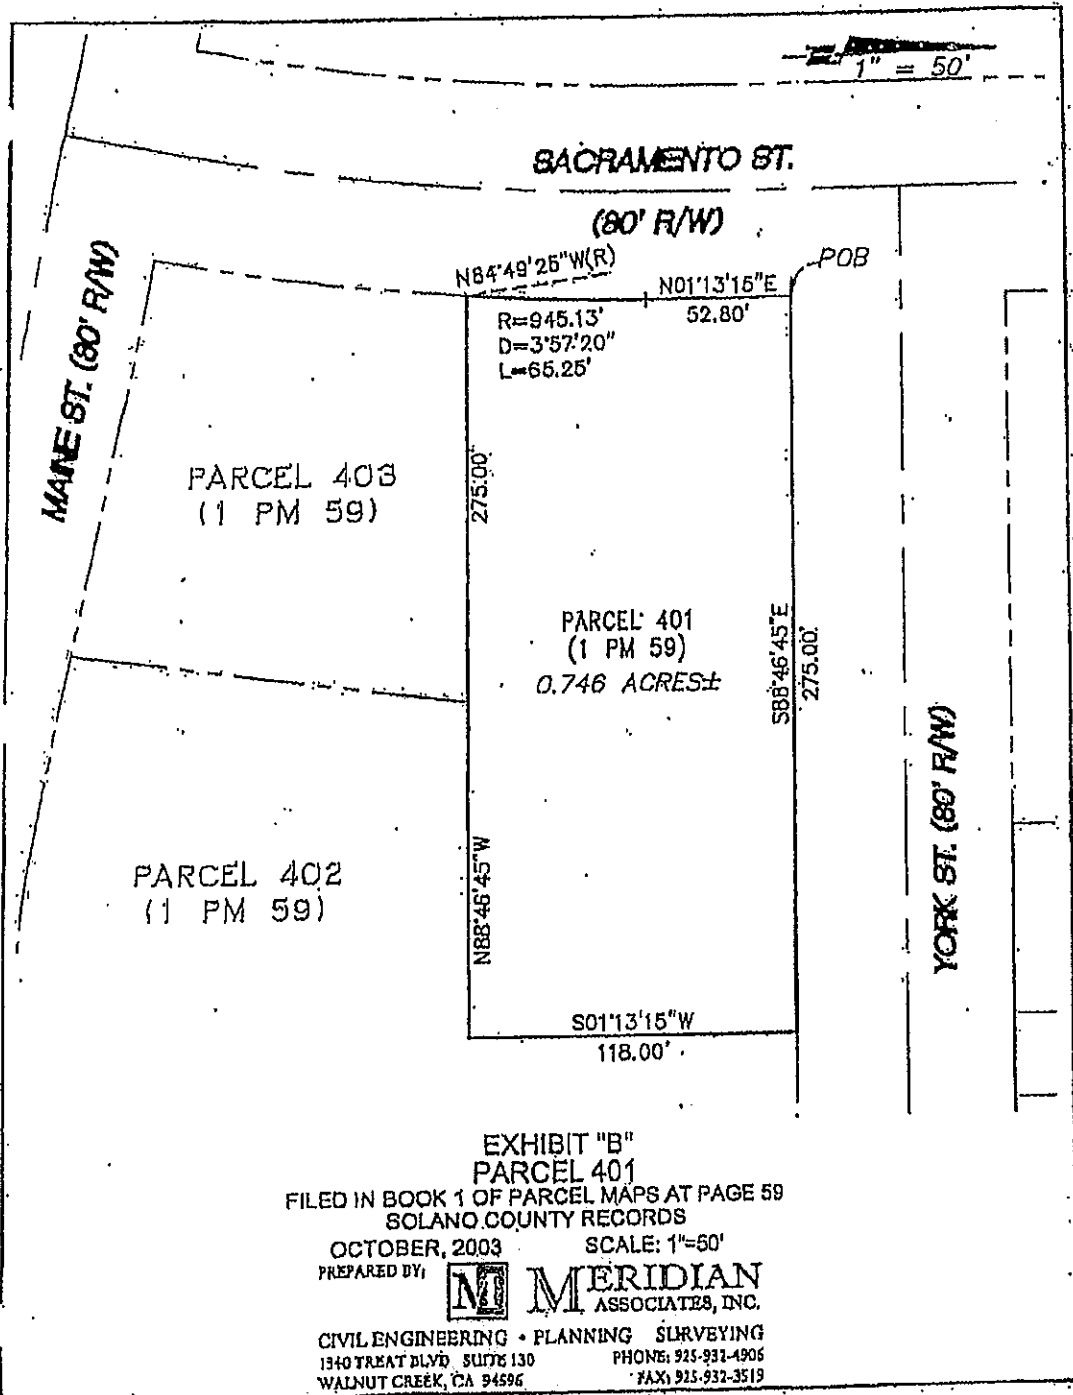 1" = 50'
SACRAMENTO ST.
(80' R/W)
MAINE ST. (80' R/W)
N84°49'25"W(R)
N01°13'15"E
52.80'
POB
R=945.13'
D=3°57'20"
L=65.25'
PARCEL 403
(1 PM 59)
275.00'
PARCEL 401
(1 PM 59)
0.746 ACRES±
S88°46'45"E
275.00'
YORK ST. (80' R/W)
PARCEL 402
(1 PM 59)
N88°46'45"W
S01°13'15"W
118.00'
EXHIBIT "B"
PARCEL 401
FILED IN BOOK 1 OF PARCEL MAPS AT PAGE 59
SOLANO COUNTY RECORDS
OCTOBER, 2003 SCALE: 1"=50'
PREPARED BY:
MERIDIAN
ASSOCIATES, INC.
CIVIL ENGINEERING • PLANNING SURVEYING
1340 TREAT BLVD SUITE 130 PHONE: 925-932-4906
WALNUT CREEK, CA 94596 FAX: 925-932-3519